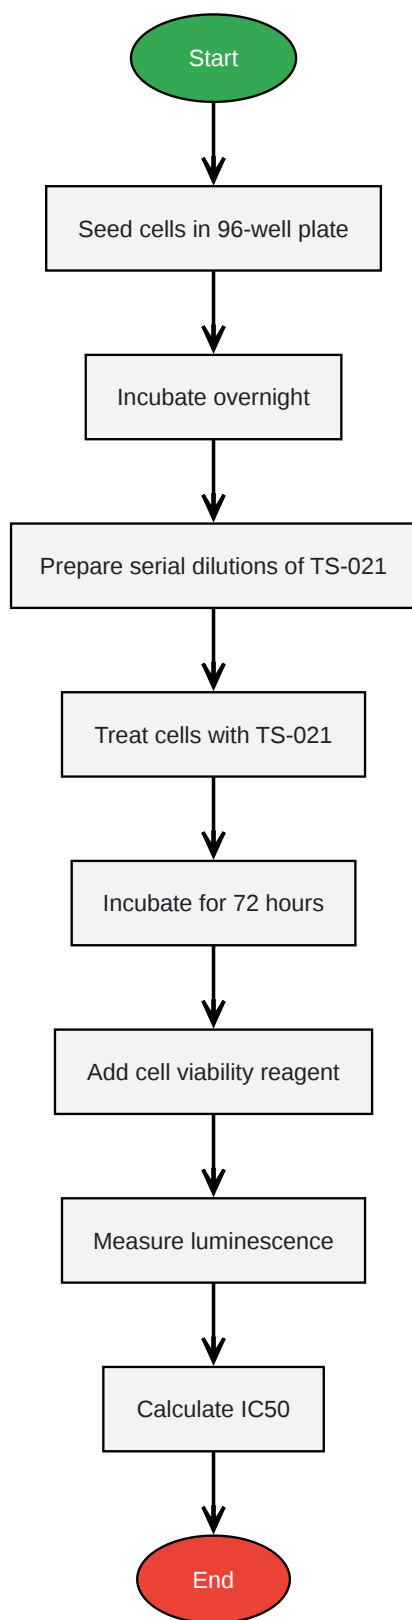 Start
Seed cells in 96-well plate
Incubate overnight
Prepare serial dilutions of TS-021
Treat cells with TS-021
Incubate for 72 hours
Add cell viability reagent
Measure luminescence
Calculate IC50
End